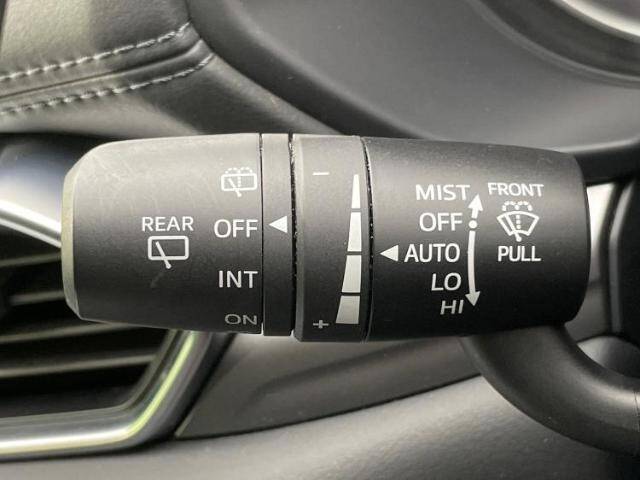 REAR
OFF
INT
ON
−
+
MIST
OFF
AUTO
LO
HI
FRONT
PULL